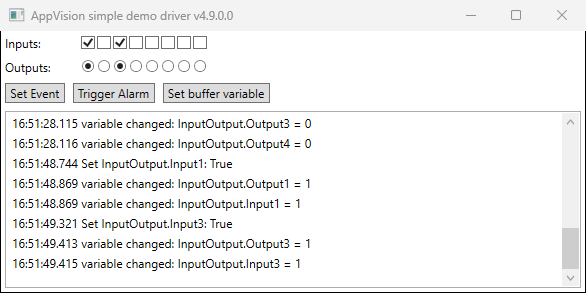 AppVision simple demo driver v4.9.0.0
Inputs:
Outputs:
Set Event Trigger Alarm Set buffer variable
16:51:28.115 variable changed: InputOutput.Output3 = 0
16:51:28.116 variable changed: InputOutput.Output4 = 0
16:51:48.744 Set InputOutput.Input1: True
16:51:48.869 variable changed: InputOutput.Output1 = 1
16:51:48.869 variable changed: InputOutput.Input1 = 1
16:51:49.321 Set InputOutput.Input3: True
16:51:49.413 variable changed: InputOutput.Output3 = 1
16:51:49.415 variable changed: InputOutput.Input3 = 1